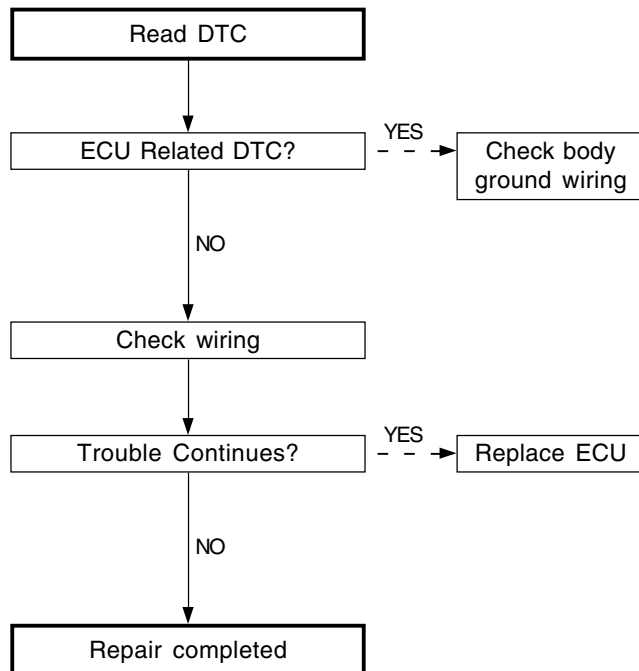 Read DTC
ECU Related DTC?
YES
Check body
ground wiring
NO
Check wiring
Trouble Continues?
YES
Replace ECU
NO
Repair completed